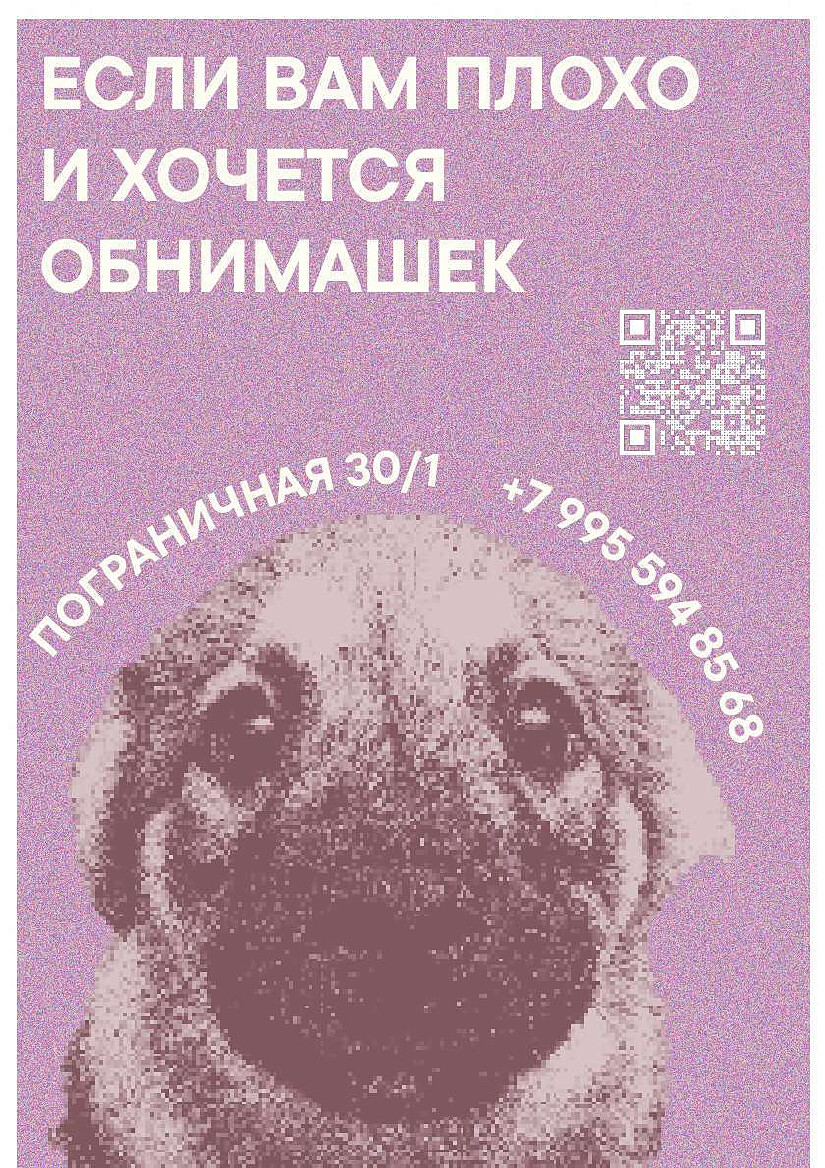 ЕСЛИ ВАМ ПЛОХО
И ХОЧЕТСЯ
ОБНИМАШЕК
ПОГРАНИЧНАЯ 30/1
+7 995 594 85 68